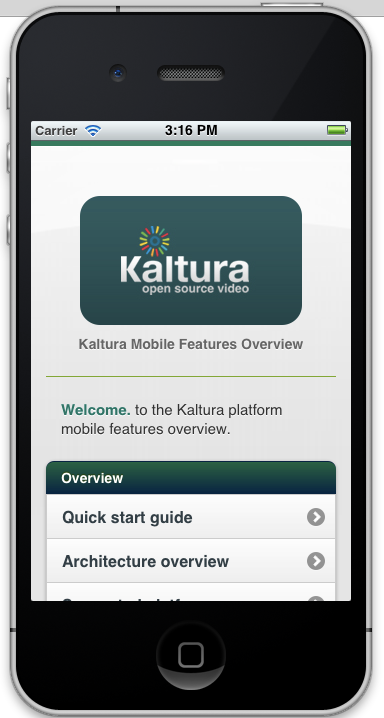 Carrier 3:16 PM
Kaltura
open source video
Kaltura Mobile Features Overview
Welcome. to the Kaltura platform
mobile features overview.
Overview
Quick start guide
Architecture overview